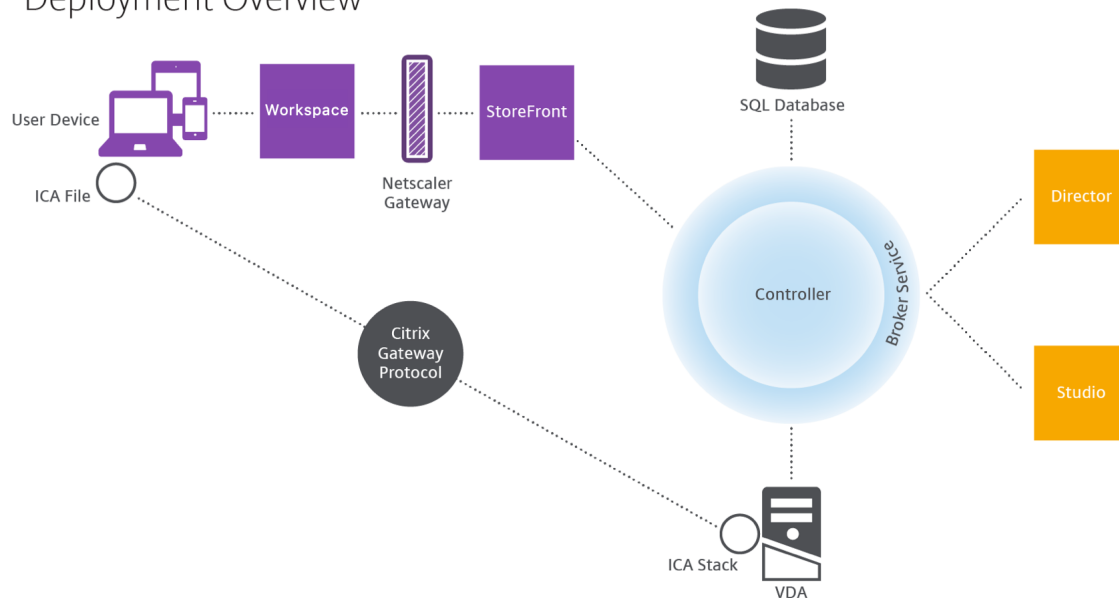 Deployment Overview
SQL Database
User Device
Workspace
StoreFront
Netscaler
Gateway
ICA File
Director
Controller
Broker Service
Citrix
Gateway
Protocol
Studio
ICA Stack
VDA